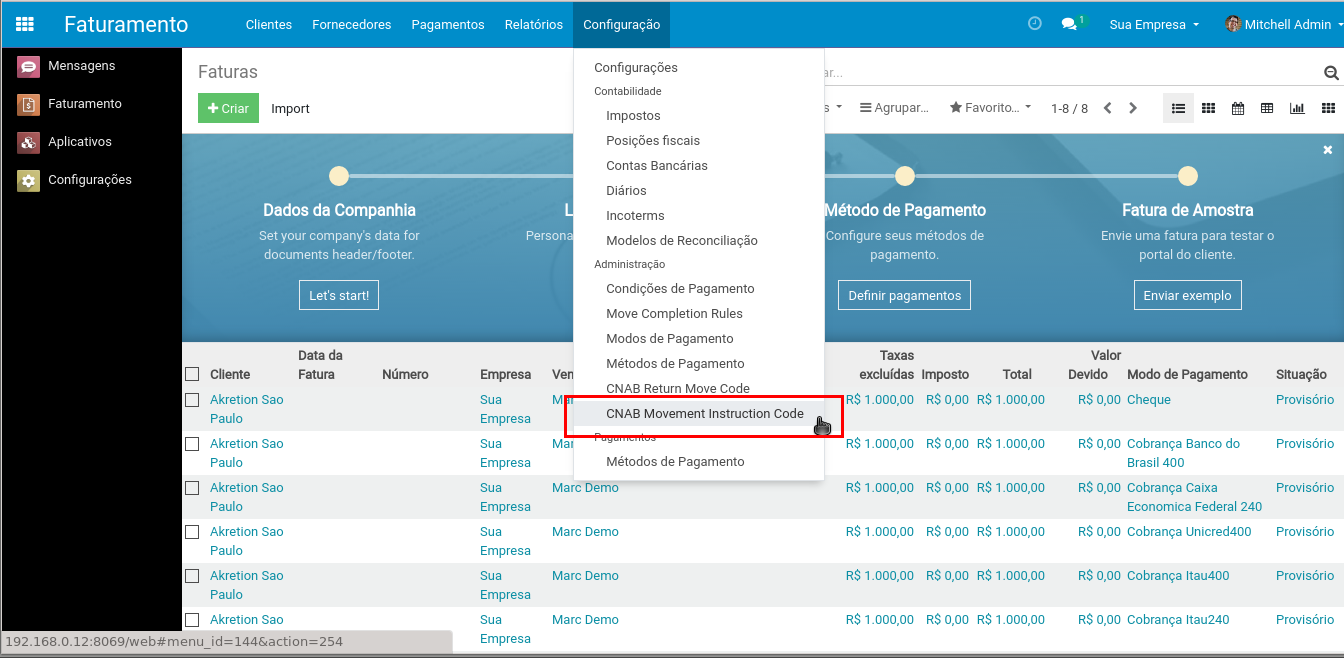 Faturamento
Clientes Fornecedores Pagamentos Relatórios Configuração
1 Sua Empresa Mitchell Admin
Mensagens
Faturamento
Aplicativos
Configurações
Faturas
ar...
+ Criar Import
s Agrupar... Favorito... 1-8 / 8
Configurações
Contabilidade
Impostos
Posições fiscais
Contas Bancárias
Diários
Incoterms
Modelos de Reconciliação
Administração
Condições de Pagamento
Move Completion Rules
Modos de Pagamento
Métodos de Pagamento
CNAB Return Move Code
CNAB Movement Instruction Code
Pagamentos
Métodos de Pagamento
Dados da Companhia
Set your company's data for
documents header/footer.
Let's start!
L
Persona
Método de Pagamento
Configure seus métodos de
pagamento.
Definir pagamentos
Fatura de Amostra
Envie uma fatura para testar o
portal do cliente.
Enviar exemplo
Cliente Data da Fatura Número Empresa Ven Taxas excluídas Imposto Total Valor Devido Modo de Pagamento Situação
Akretion Sao Paulo Sua Empresa Mar R$ 1.000,00 R$ 0,00 R$ 1.000,00 R$ 0,00 Cheque Provisório
Akretion Sao Paulo Sua Empresa Mar R$ 1.000,00 R$ 0,00 R$ 1.000,00 R$ 0,00 Cobrança Banco do Brasil 400 Provisório
Akretion Sao Paulo Sua Empresa Marc Demo R$ 1.000,00 R$ 0,00 R$ 1.000,00 R$ 0,00 Cobrança Caixa Economica Federal 240 Provisório
Akretion Sao Paulo Sua Empresa Marc Demo R$ 1.000,00 R$ 0,00 R$ 1.000,00 R$ 0,00 Cobrança Unicred400 Provisório
Akretion Sao Paulo Sua Empresa Marc Demo R$ 1.000,00 R$ 0,00 R$ 1.000,00 R$ 0,00 Cobrança Itau400 Provisório
Akretion Sao Sua Empresa Marc Demo R$ 1.000,00 R$ 0,00 R$ 1.000,00 R$ 0,00 Cobrança Itau240 Provisório
192.168.0.12:8069/web#menu_id=144&action=254